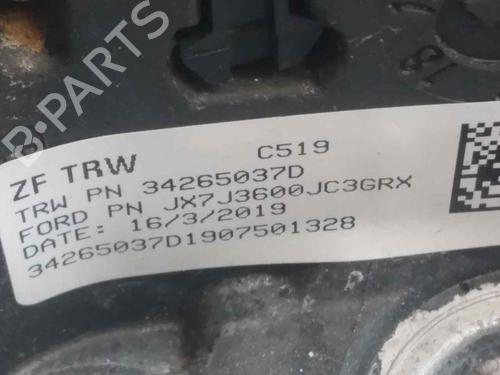 B-PARTS
ZF TRW C519
TRW PN 34265037D
FORD PN JX7J3600JC3GRX
DATE: 16/3/2019
34265037D1907501328